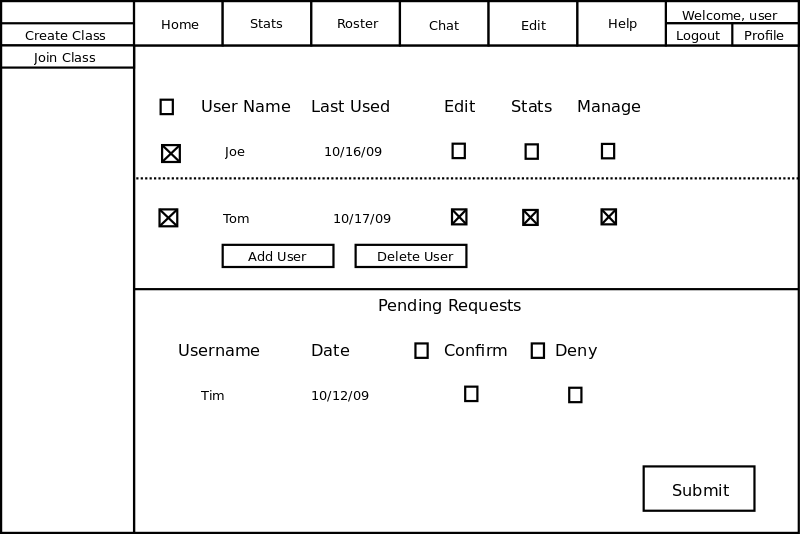 Home Stats Roster Chat Edit Help Welcome, user
Create Class Logout Profile
Join Class
User Name Last Used Edit Stats Manage
Joe 10/16/09
Tom 10/17/09
Add User Delete User
Pending Requests
Username Date Confirm Deny
Tim 10/12/09
Submit